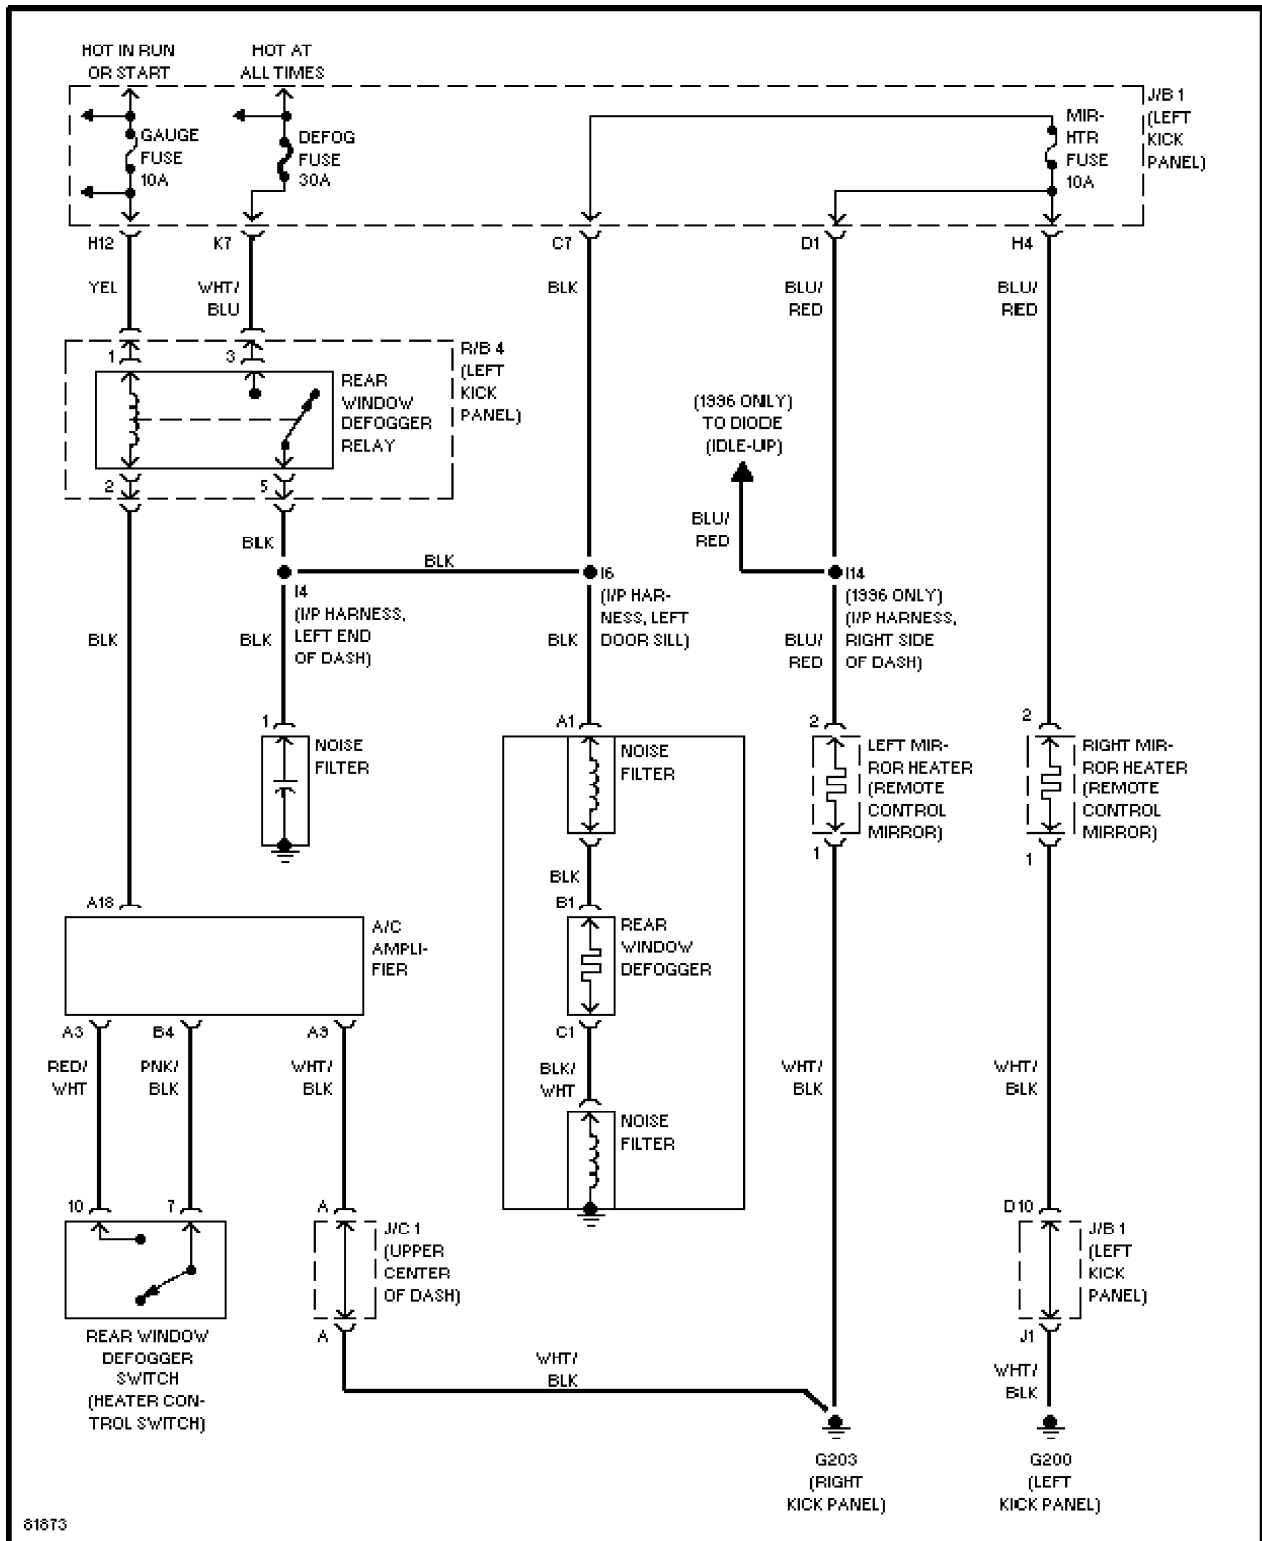 HOT IN RUN
OR START
HOT AT
ALL TIMES
J/B 1
(LEFT
KICK
PANEL)
GAUGE
FUSE
10A
DEFOG
FUSE
30A
MIR-
HTR
FUSE
10A
H12
K7
C7
D1
H4
YEL
WHT/
BLU
BLK
BLU/
RED
BLU/
RED
1
3
R/B 4
(LEFT
KICK
PANEL)
REAR
WINDOW
DEFOGGER
RELAY
2
5
(1996 ONLY)
TO DIODE
(IDLE-UP)
BLU/
RED
BLK
BLK
I4
(I/P HARNESS,
LEFT END
OF DASH)
I6
(I/P HAR-
NESS, LEFT
DOOR SILL)
I14
(1996 ONLY)
(I/P HARNESS,
RIGHT SIDE
OF DASH)
BLK
BLK
BLK
BLU/
RED
1
NOISE
FILTER
A1
NOISE
FILTER
2
LEFT MIR-
ROR HEATER
(REMOTE
CONTROL
MIRROR)
1
2
RIGHT MIR-
ROR HEATER
(REMOTE
CONTROL
MIRROR)
1
BLK
B1
REAR
WINDOW
DEFOGGER
C1
BLK/
WHT
NOISE
FILTER
A18
A/C
AMPLI-
FIER
A3
B4
A9
RED/
WHT
PNK/
BLK
WHT/
BLK
WHT/
BLK
WHT/
BLK
10
7
A
J/C 1
(UPPER
CENTER
OF DASH)
A
D10
J/B 1
(LEFT
KICK
PANEL)
J1
REAR WINDOW
DEFOGGER
SWITCH
(HEATER CON-
TROL SWITCH)
WHT/
BLK
WHT/
BLK
G203
(RIGHT
KICK PANEL)
G200
(LEFT
KICK PANEL)
81873